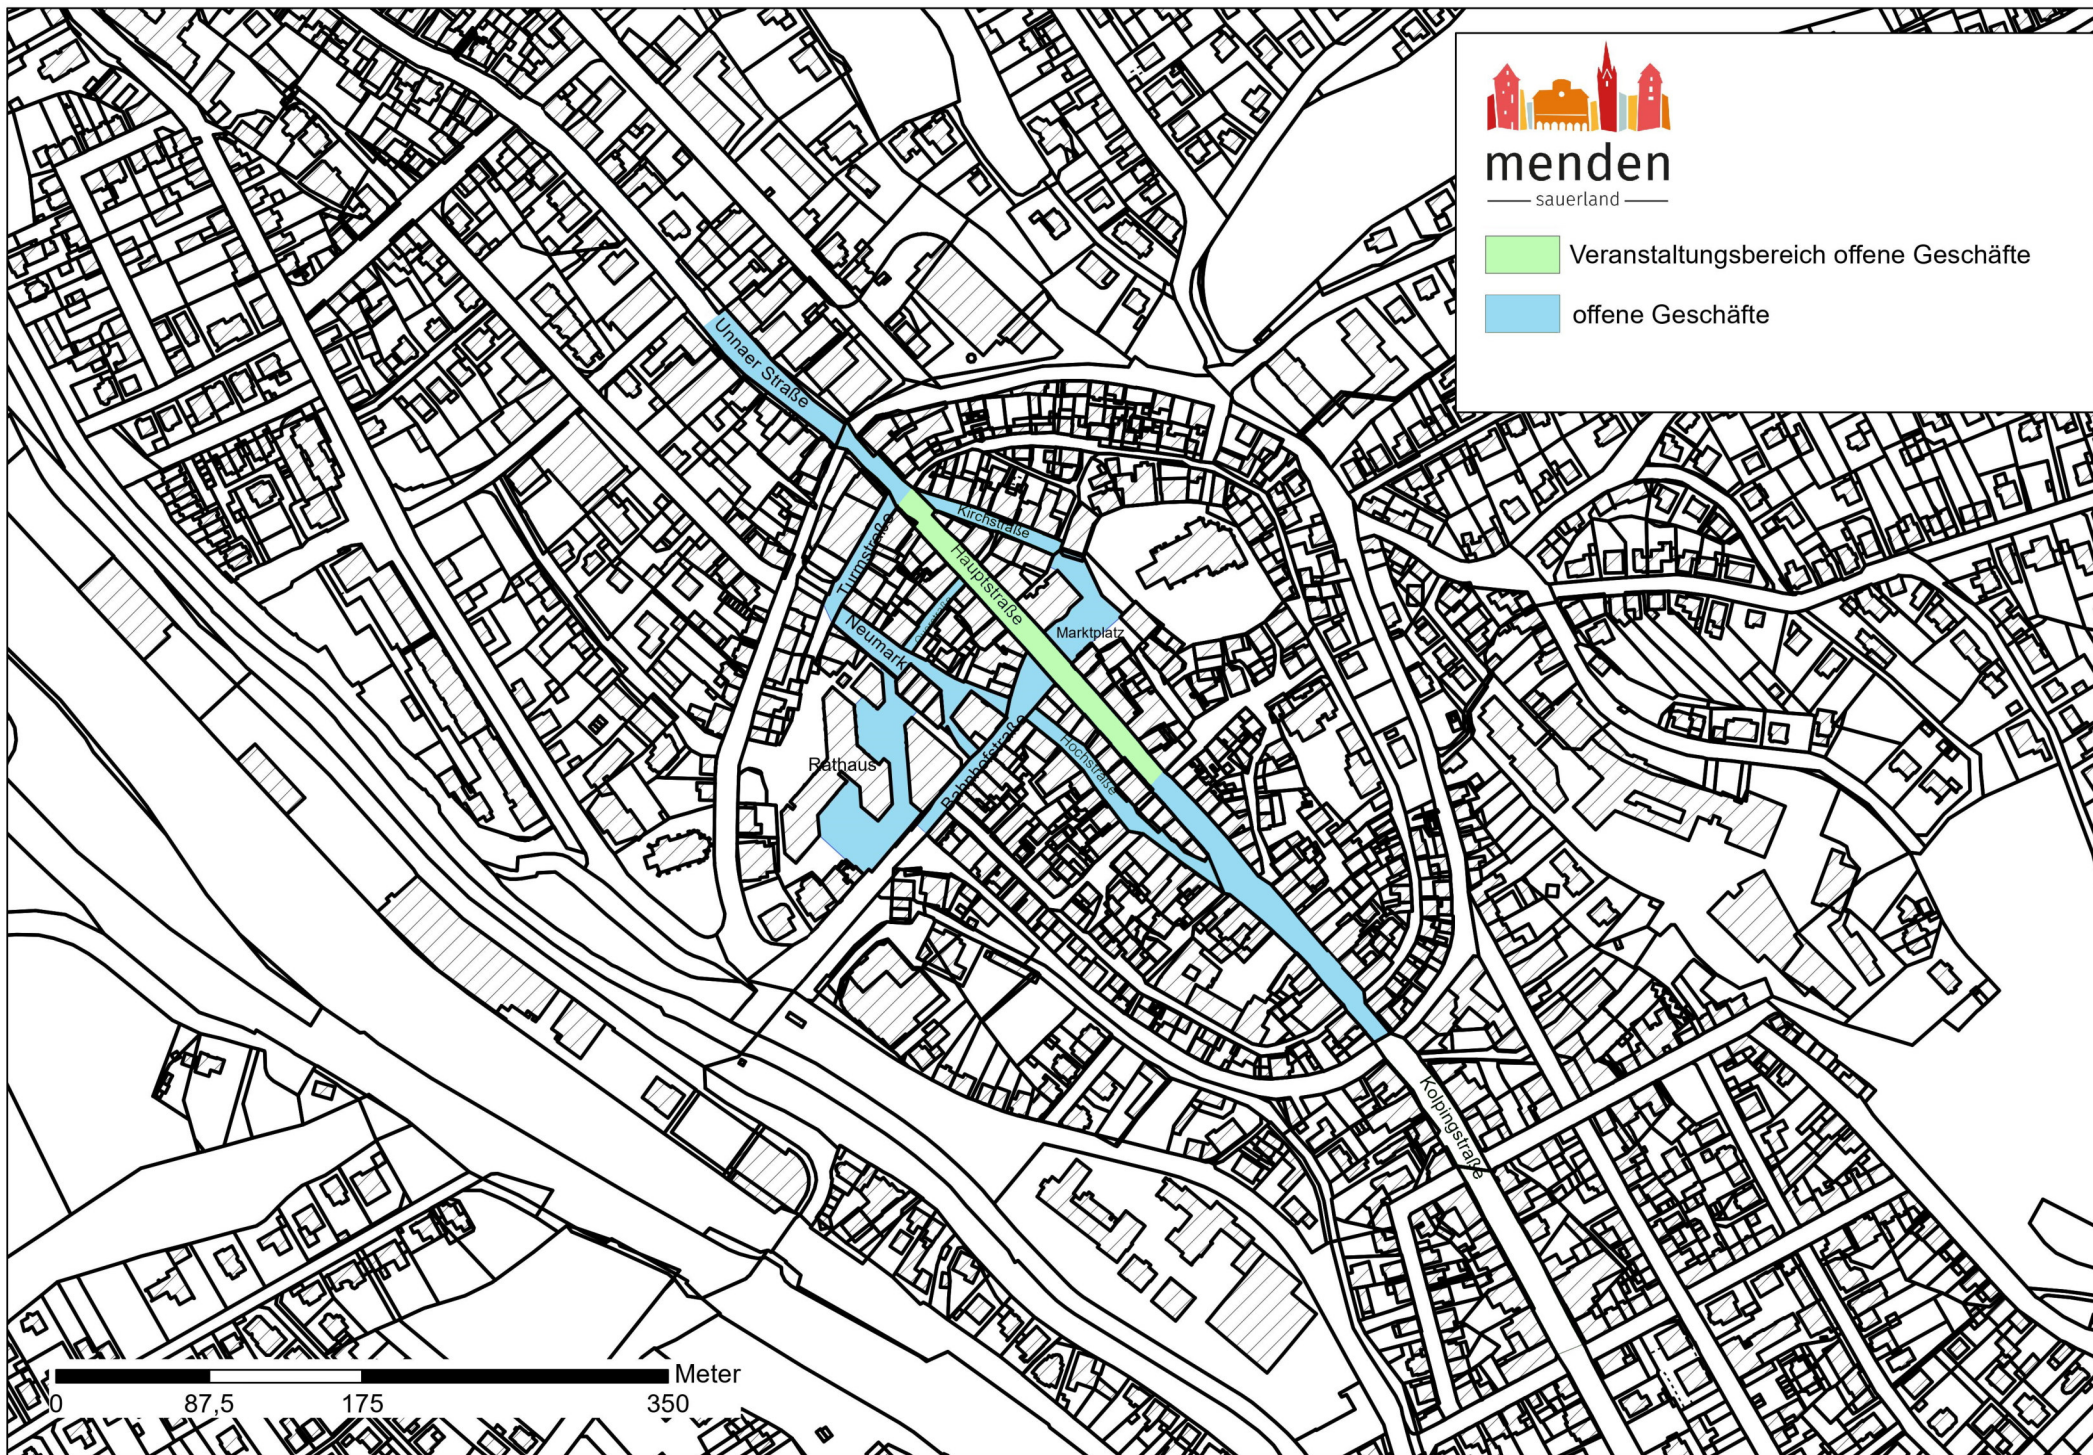 menden
sauerland
Veranstaltungsbereich offene Geschäfte
offene Geschäfte
Unnaer Straße
Kirchstraße
Turmstraße
Hauptstraße
Neumarkt
Marktplatz
Rathaus
Bahnhofstraße
Hochstraße
Kolpingstraße
Meter
0 87,5 175 350